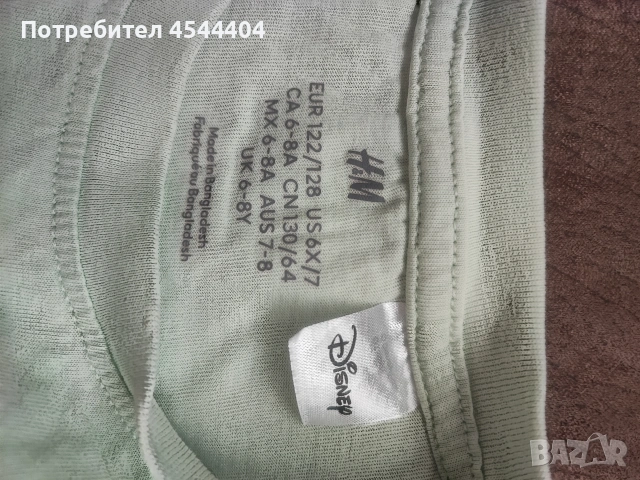 Потребител 4544404
H&M
EUR 122/128 US6X/7
CA 6-8A CN130/64
MX 6-8A AUS 7-8
UK 6-8Y
Made in Bangladesh
Fabriqué au Bangladesh
Disney
BAZAR